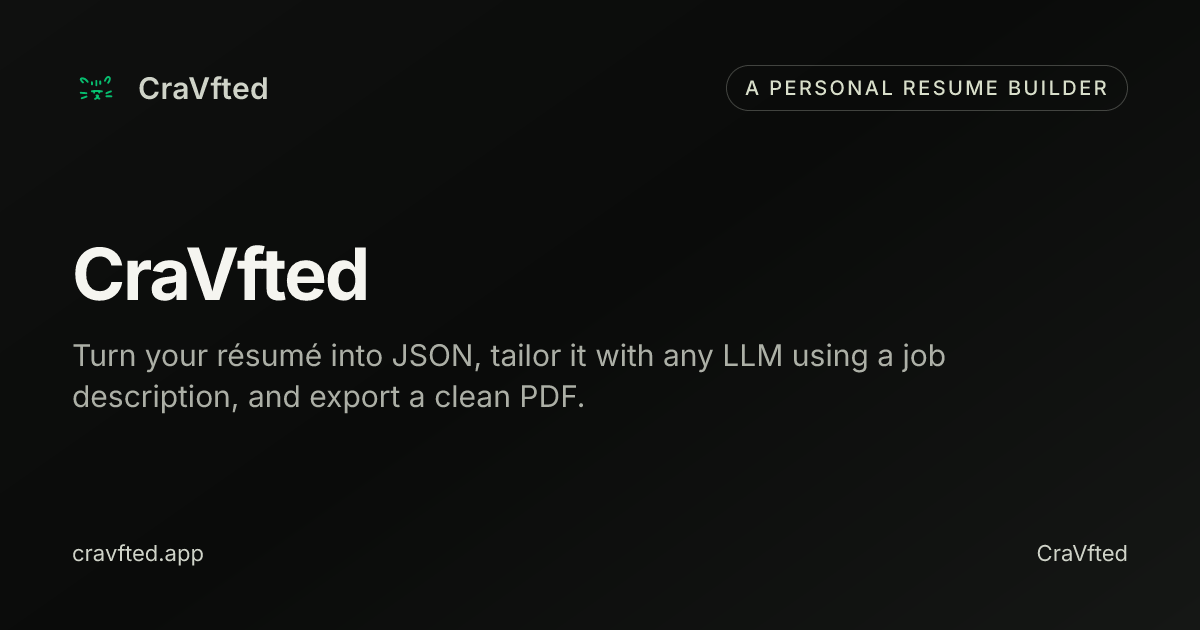 CraVfted
A PERSONAL RESUME BUILDER
CraVfted
Turn your résumé into JSON, tailor it with any LLM using a job
description, and export a clean PDF.
cravfted.app
CraVfted